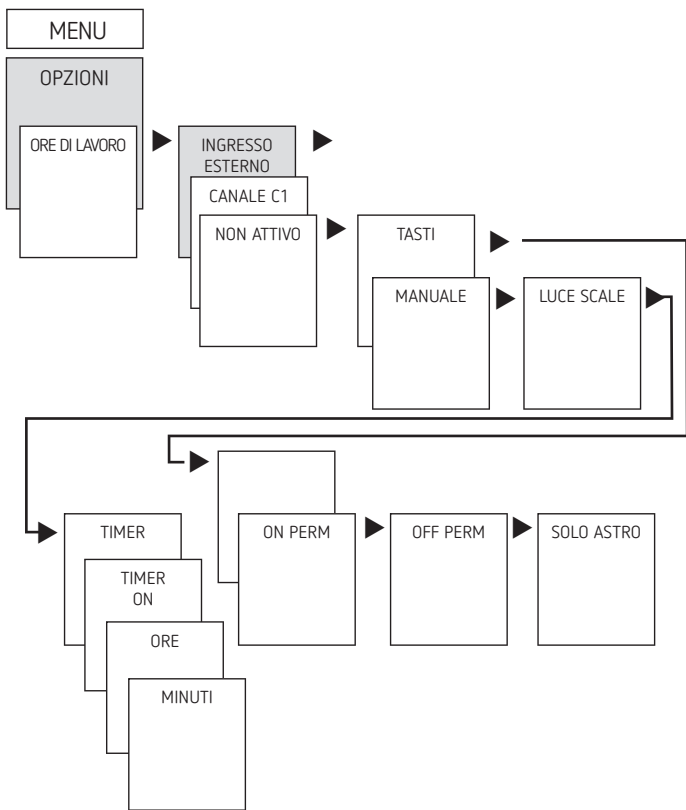 MENU
OPZIONI
ORE DI LAVORO
INGRESSO
ESTERNO
CANALE C1
NON ATTIVO
TASTI
MANUALE
LUCE SCALE
TIMER
TIMER
ON
ORE
MINUTI
ON PERM
OFF PERM
SOLO ASTRO